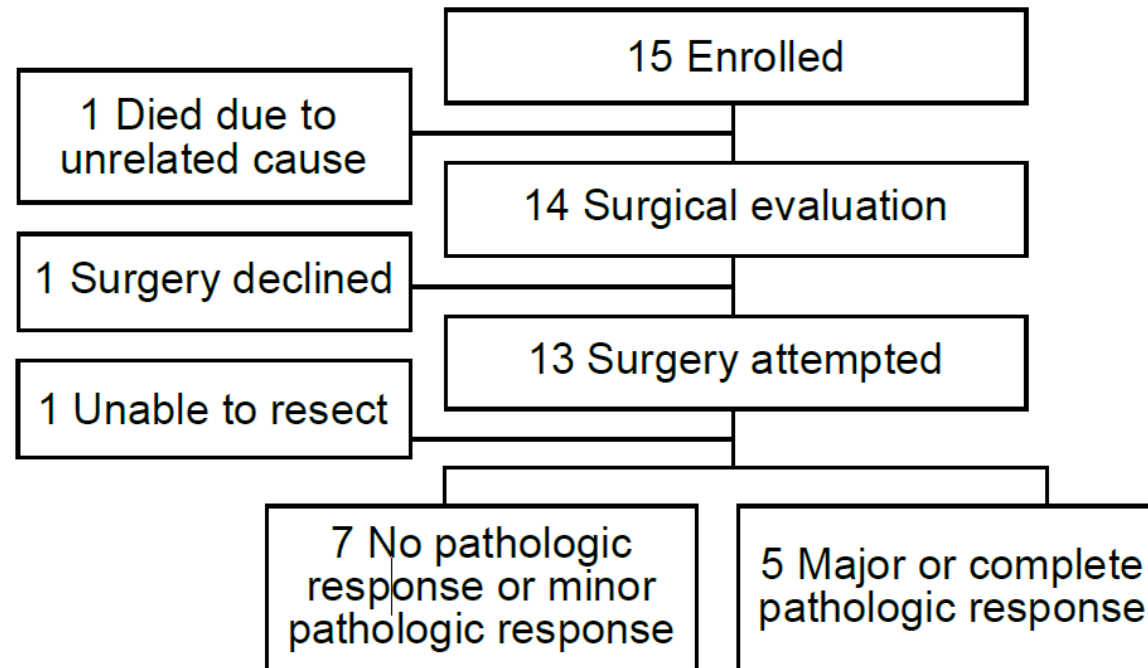 15 Enrolled
1 Died due to
unrelated cause
14 Surgical evaluation
1 Surgery declined
13 Surgery attempted
1 Unable to resect
7 No pathologic
response or minor
pathologic response
5 Major or complete
pathologic response